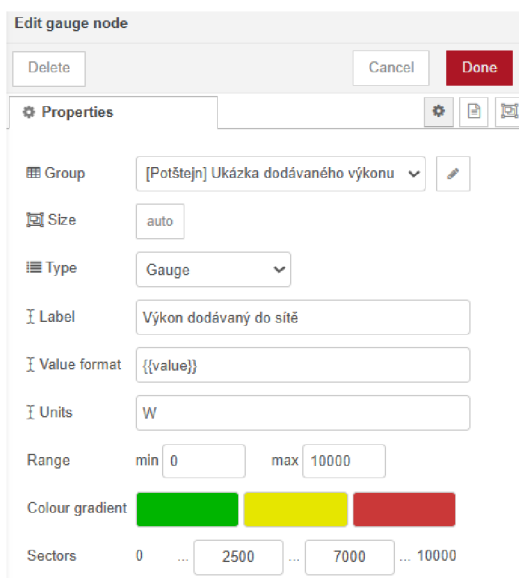 Edit gauge node
Delete Cancel Done
Properties
Group [Potštejn] Ukázka dodávaného výkonu
Size auto
Type Gauge
Label Výkon dodávaný do sítě
Value format {{value}}
Units W
Range min 0 max 10000
Colour gradient
Sectors 0 ... 2500 ... 7000 ... 10000